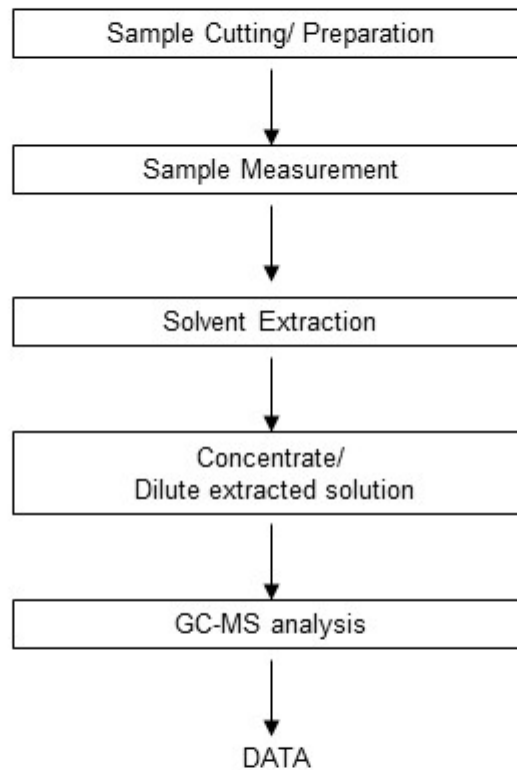 Sample Cutting/ Preparation
Sample Measurement
Solvent Extraction
Concentrate/
Dilute extracted solution
GC-MS analysis
DATA